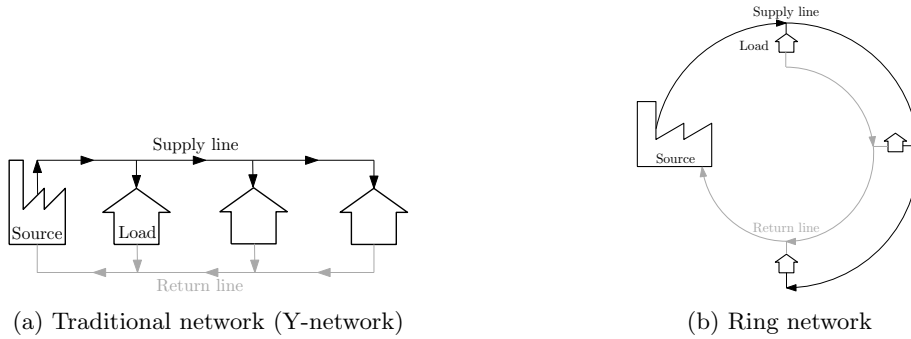 Supply line
Load
Source
Return line
Supply line
Source
Load
Return line
(a) Traditional network (Y-network)
(b) Ring network